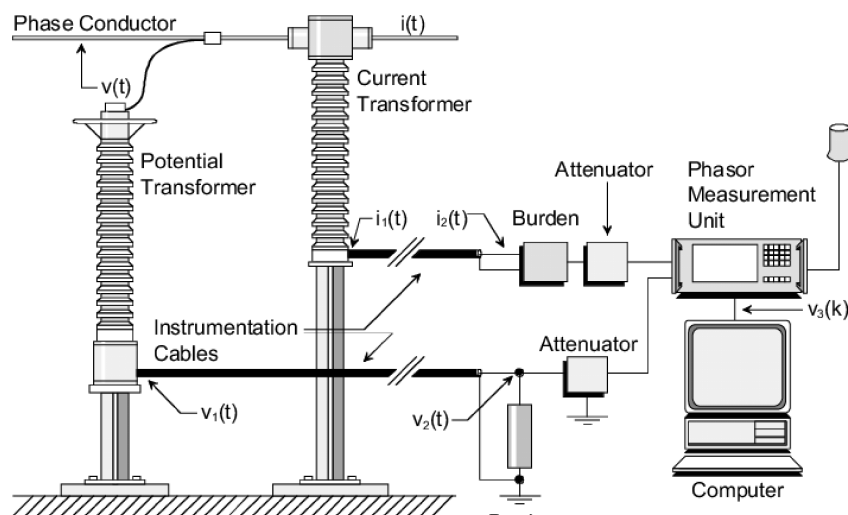 Phase Conductor
i(t)
v(t)
Current
Transformer
Potential
Transformer
Attenuator
Phasor
Measurement
Unit
i₁(t)
i₂(t)
Burden
v₃(k)
Instrumentation
Cables
Attenuator
v₁(t)
v₂(t)
Computer